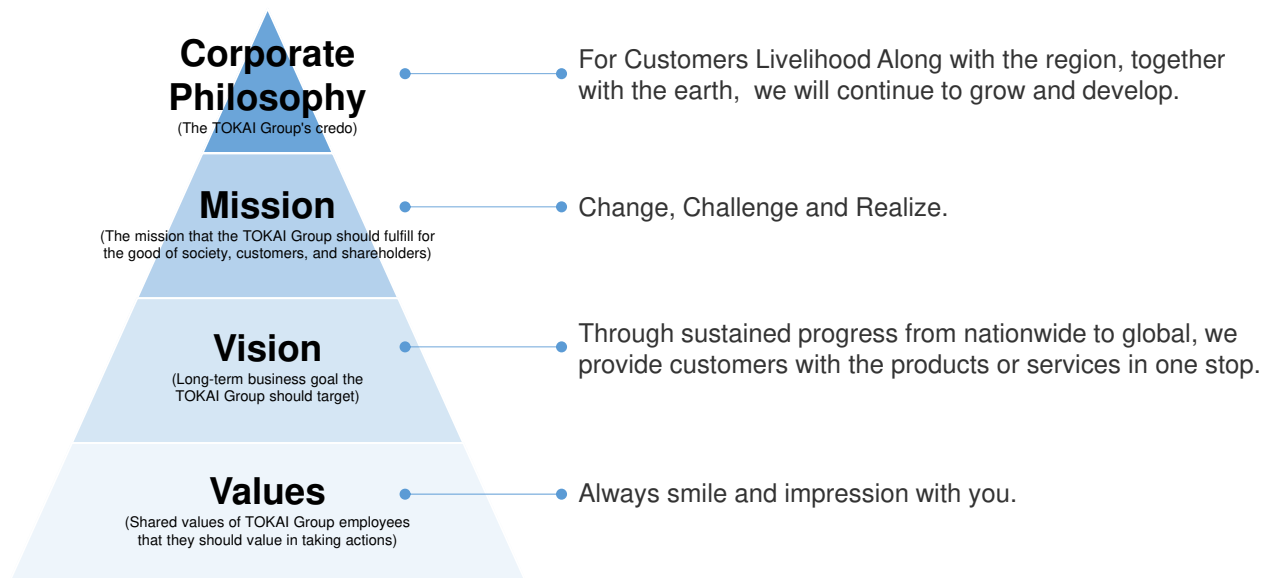 Corporate
Philosophy
(The TOKAI Group's credo)
For Customers Livelihood Along with the region, together
with the earth,  we will continue to grow and develop.
Mission
(The mission that the TOKAI Group should fulfill for
the good of society, customers, and shareholders)
Change, Challenge and Realize.
Vision
(Long-term business goal the
TOKAI Group should target)
Through sustained progress from nationwide to global, we
provide customers with the products or services in one stop.
Values
(Shared values of TOKAI Group employees
that they should value in taking actions)
Always smile and impression with you.